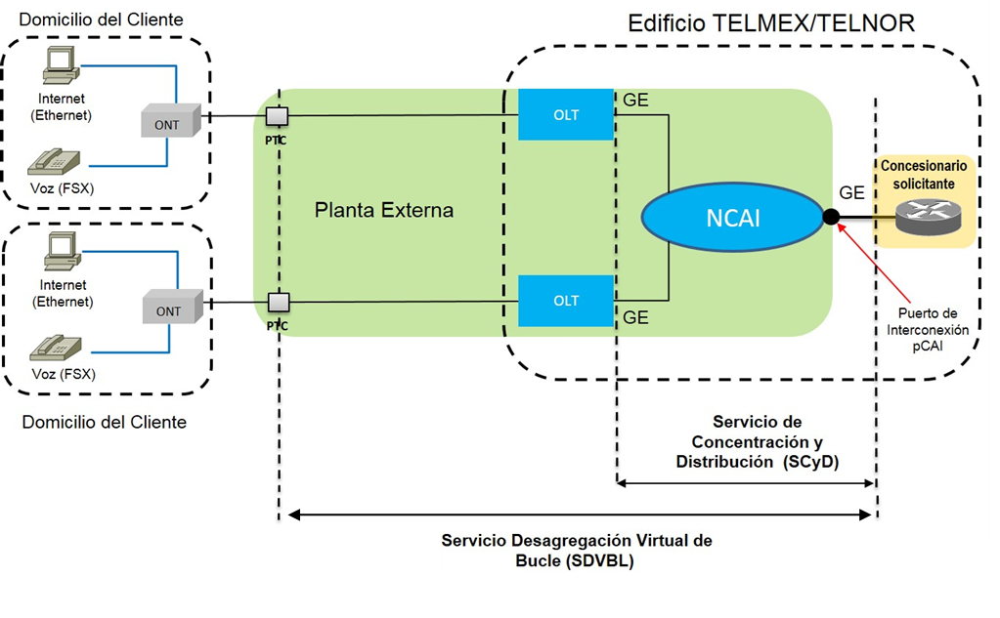 Domicilio del Cliente
Edificio TELMEX/TELNOR
Internet
(Ethernet)
ONT
Voz (FSX)
PTC
Planta Externa
OLT
GE
NCAI
GE
Concesionario
solicitante
Internet
(Ethernet)
ONT
Voz (FSX)
PTC
OLT
GE
Puerto de
Interconexión
pCAI
Domicilio del Cliente
Servicio de
Concentración y
Distribución (SCyD)
Servicio Desagregación Virtual de
Bucle (SDVBL)